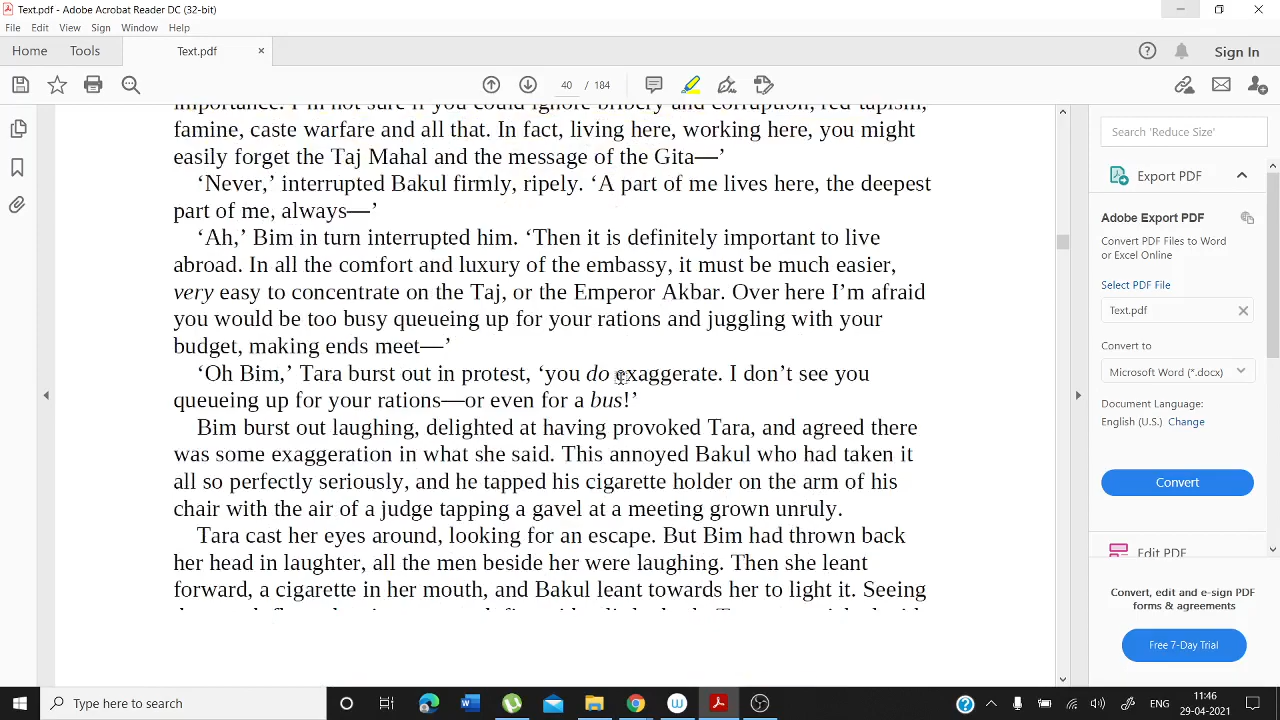 Text.pdf - Adobe Acrobat Reader DC (32-bit)
File Edit View Sign Window Help
Home Tools Text.pdf × Sign In
40 / 184
importance. I'm not sure if you could ignore bribery and corruption, red-tapism,
famine, caste warfare and all that. In fact, living here, working here, you might
easily forget the Taj Mahal and the message of the Gita—’
‘Never,’ interrupted Bakul firmly, ripely. ‘A part of me lives here, the deepest
part of me, always—’
‘Ah,’ Bim in turn interrupted him. ‘Then it is definitely important to live
abroad. In all the comfort and luxury of the embassy, it must be much easier,
very easy to concentrate on the Taj, or the Emperor Akbar. Over here I’m afraid
you would be too busy queueing up for your rations and juggling with your
budget, making ends meet—’
‘Oh Bim,’ Tara burst out in protest, ‘you do exaggerate. I don’t see you
queueing up for your rations—or even for a bus!’
Bim burst out laughing, delighted at having provoked Tara, and agreed there
was some exaggeration in what she said. This annoyed Bakul who had taken it
all so perfectly seriously, and he tapped his cigarette holder on the arm of his
chair with the air of a judge tapping a gavel at a meeting grown unruly.
Tara cast her eyes around, looking for an escape. But Bim had thrown back
her head in laughter, all the men beside her were laughing. Then she leant
forward, a cigarette in her mouth, and Bakul leant towards her to light it. Seeing
Search 'Reduce Size'
Export PDF
Adobe Export PDF
Convert PDF Files to Word
or Excel Online
Select PDF File
Text.pdf
Convert to
Microsoft Word (*.docx)
Document Language:
English (U.S.) Change
Convert
Edit PDF
Convert, edit and e-sign PDF
forms & agreements
Free 7-Day Trial
Type here to search
ENG
11:46
29-04-2021